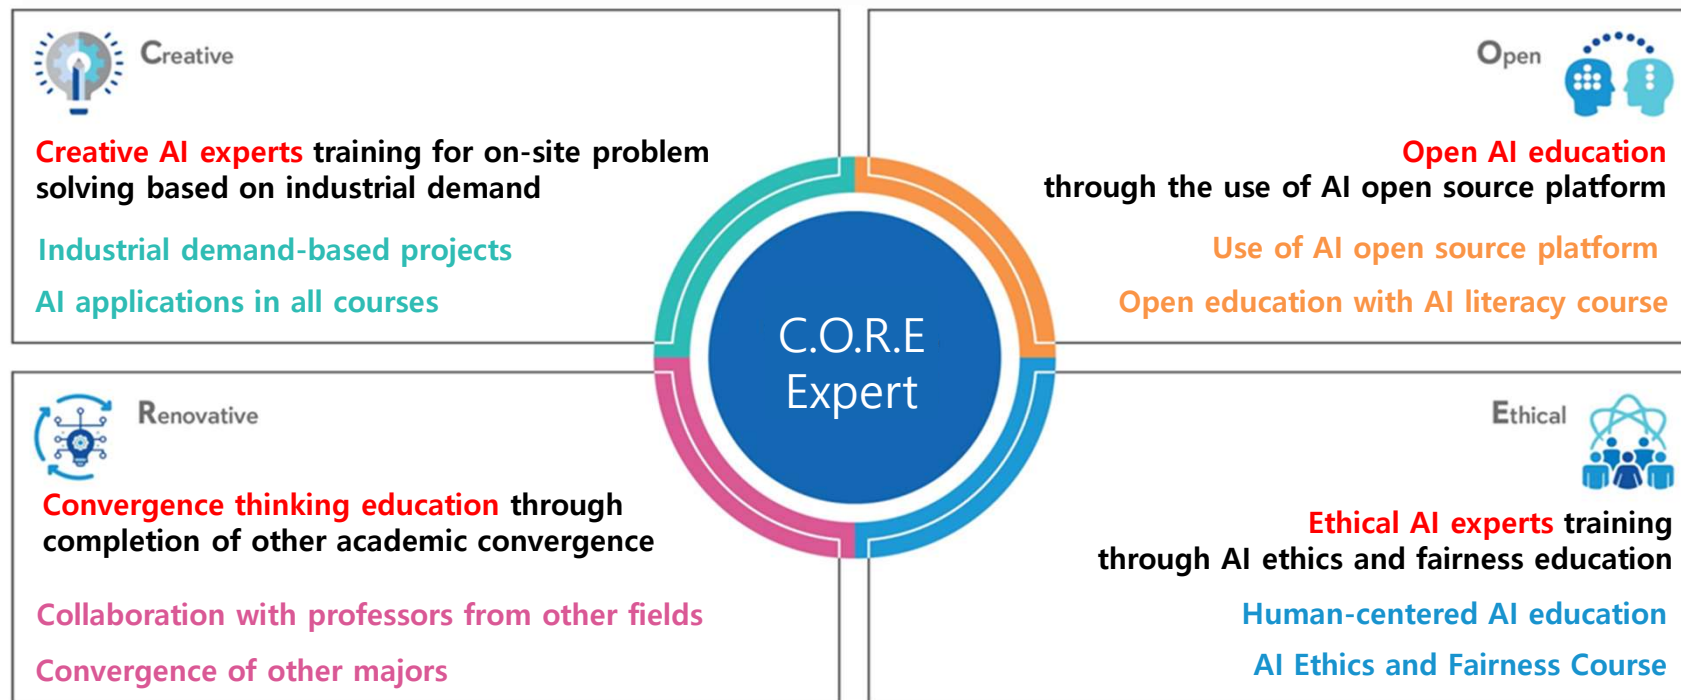 Creative
Creative AI experts training for on-site problem
solving based on industrial demand
Industrial demand-based projects
AI applications in all courses
Open
Open AI education
through the use of AI open source platform
Use of AI open source platform
Open education with AI literacy course
C.O.R.E
Expert
Renovative
Convergence thinking education through
completion of other academic convergence
Collaboration with professors from other fields
Convergence of other majors
Ethical
Ethical AI experts training
through AI ethics and fairness education
Human-centered AI education
AI Ethics and Fairness Course